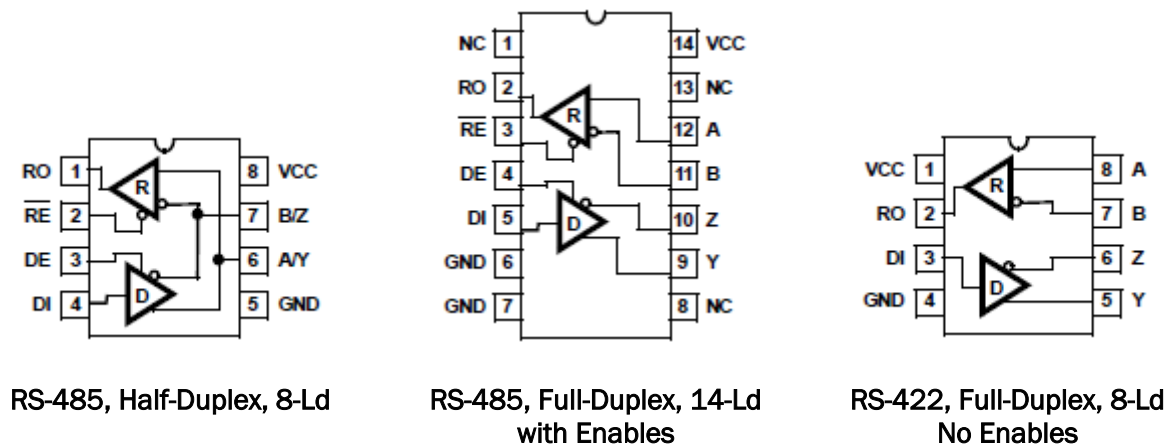 RO 1
RE 2
DE 3
DI 4
8 VCC
7 B/Z
6 A/Y
5 GND
R
D
RS-485, Half-Duplex, 8-Ld
NC 1
RO 2
RE 3
DE 4
DI 5
GND 6
GND 7
14 VCC
13 NC
12 A
11 B
10 Z
9 Y
8 NC
R
D
RS-485, Full-Duplex, 14-Ld
with Enables
VCC 1
RO 2
DI 3
GND 4
8 A
7 B
6 Z
5 Y
R
D
RS-422, Full-Duplex, 8-Ld
No Enables